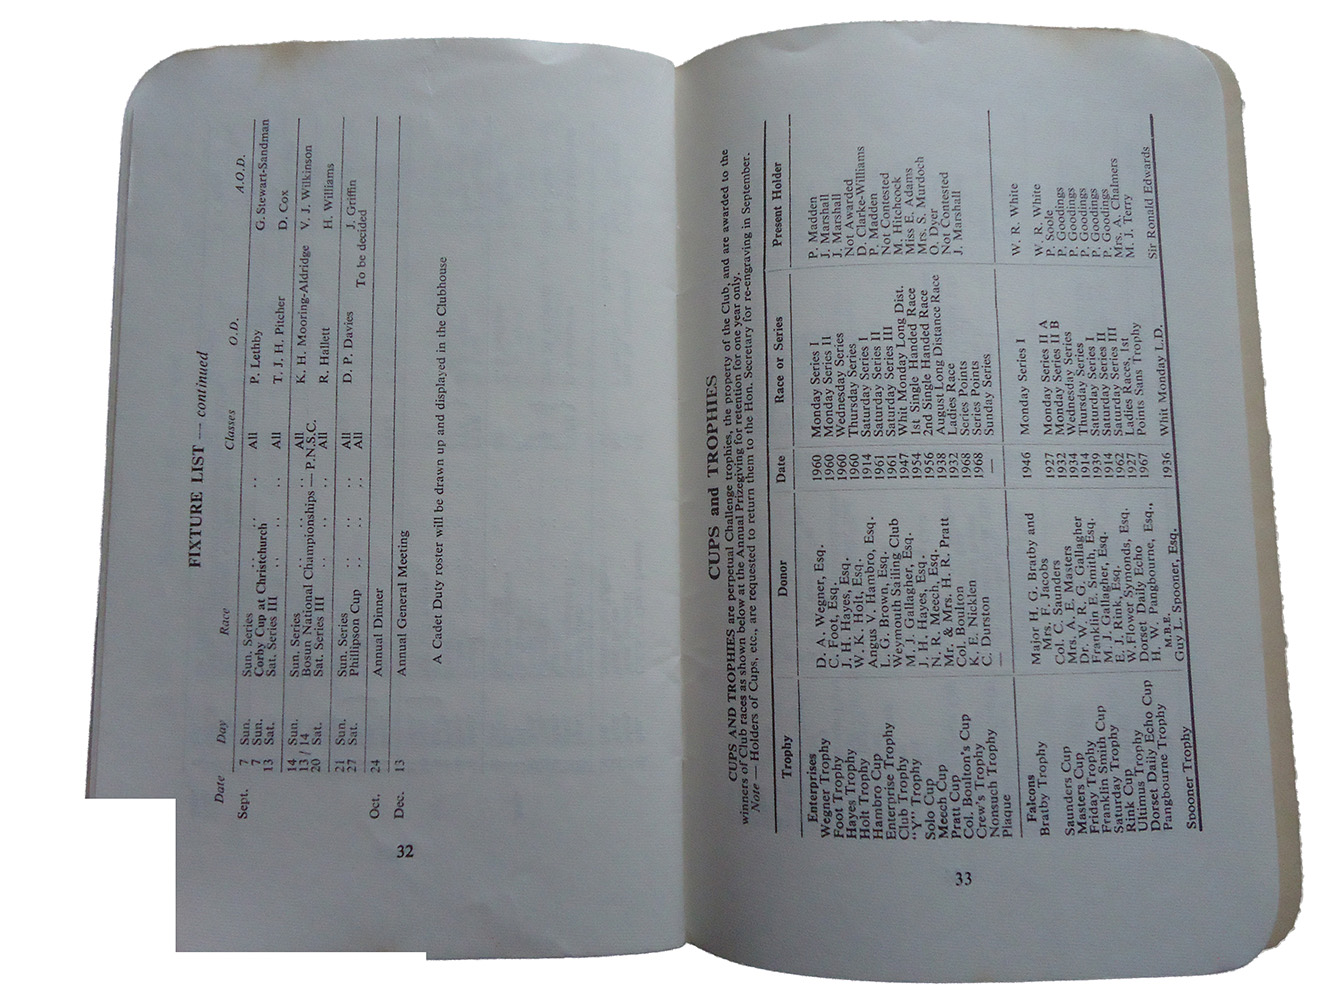 FIXTURE LIST — continued
Date Day Race Classes O.D. A.O.D.
Sept. 7 Sun. Sun. Series .. .. All P. Lethby G. Stewart-Sandman
7 Sun. Corby Cup at Christchurch
13 Sat. Sat. Series III .. .. All T. J. H. Pitcher D. Cox
14 Sun. Sun. Series .. .. All K. H. Mooring-Aldridge V. J. Wilkinson
13/14 Bosun National Championships — P.N.S.C.
20 Sat. Sat. Series III .. .. All R. Hallett H. Williams
21 Sun. Sun. Series .. .. All D. P. Davies J. Griffin
27 Sat. Phillipson Cup .. .. All To be decided
Oct. 24 Annual Dinner
Dec. 13 Annual General Meeting
A Cadet Duty roster will be drawn up and displayed in the Clubhouse
32
CUPS and TROPHIES
CUPS AND TROPHIES are perpetual Challenge trophies, the property of the Club, and are awarded to the
winners of Club races as shown below at the Annual Prizegiving for retention for one year only.
Note — Holders of Cups, etc., are requested to return them to the Hon. Secretary for re-engraving in September.
Trophy Donor Date Race or Series Present Holder
Enterprises
Wegner Trophy D. A. Wegner, Esq. 1960 Monday Series I P. Madden
Foot Trophy C. Foot, Esq. 1960 Monday Series II J. Marshall
Hayes Trophy J. H. Hayes, Esq. 1960 Wednesday Series J. Marshall
Holt Trophy W. K. Holt, Esq. 1960 Thursday Series Not Awarded
Hambro Cup Angus V. Hambro, Esq. 1914 Saturday Series I D. Clarke-Williams
Enterprise Trophy L. G. Brown, Esq. 1961 Saturday Series II P. Madden
Club Trophy Weymouth Sailing Club 1961 Saturday Series III Not Contested
"Y" Trophy M. J. Gallagher, Esq. 1947 Whit Monday Long Dist. M. Hitchcock
Solo Cup J. H. Hayes, Esq. 1954 1st Single Handed Race Miss E. Adams
Meech Cup N. R. Meech, Esq. 1956 2nd Single Handed Race Mrs. S. Murdoch
Pratt Cup Mr. & Mrs. H. R. Pratt 1938 August Long Distance Race O. Dyer
Col. Boulton's Cup Col. Boulton 1932 Ladies Race Not Contested
Crew's Trophy K. E. Nicklen 1968 Series Points J. Marshall
Nonsuch Trophy C. Durston 1968 Series Points
Plaque — — Sunday Series
Falcons
Bratby Trophy Major H. G. Bratby and 1946 Monday Series I W. R. White
Mrs. F. Jacobs
Saunders Cup Col. C. Saunders 1927 Monday Series II A W. R. White
Masters Cup Mrs. A. E. Masters 1932 Monday Series III B P. Soole
Friday Trophy Dr. W. R. G. Gallagher 1934 Wednesday Series P. Goodings
Franklin Smith Cup Franklin E. Smith, Esq. 1914 Thursday Series P. Goodings
Saturday Trophy M. J. Gallagher, Esq. 1939 Saturday Series I P. Goodings
Rink Cup E. J. Rink, Esq. 1914 Saturday Series II P. Goodings
Ultimus Trophy W. Flower Symonds, Esq. 1962 Saturday Series III P. Goodings
Dorset Daily Echo Cup Dorset Daily Echo 1927 Ladies Races, 1st Mrs. A. Chalmers
Pangbourne Trophy H. W. Pangbourne, Esq., 1967 Points Sans Trophy M. J. Terry
M.B.E.
Spooner Trophy Guy L. Spooner, Esq. 1936 Whit Monday L.D. Sir Ronald Edwards
33